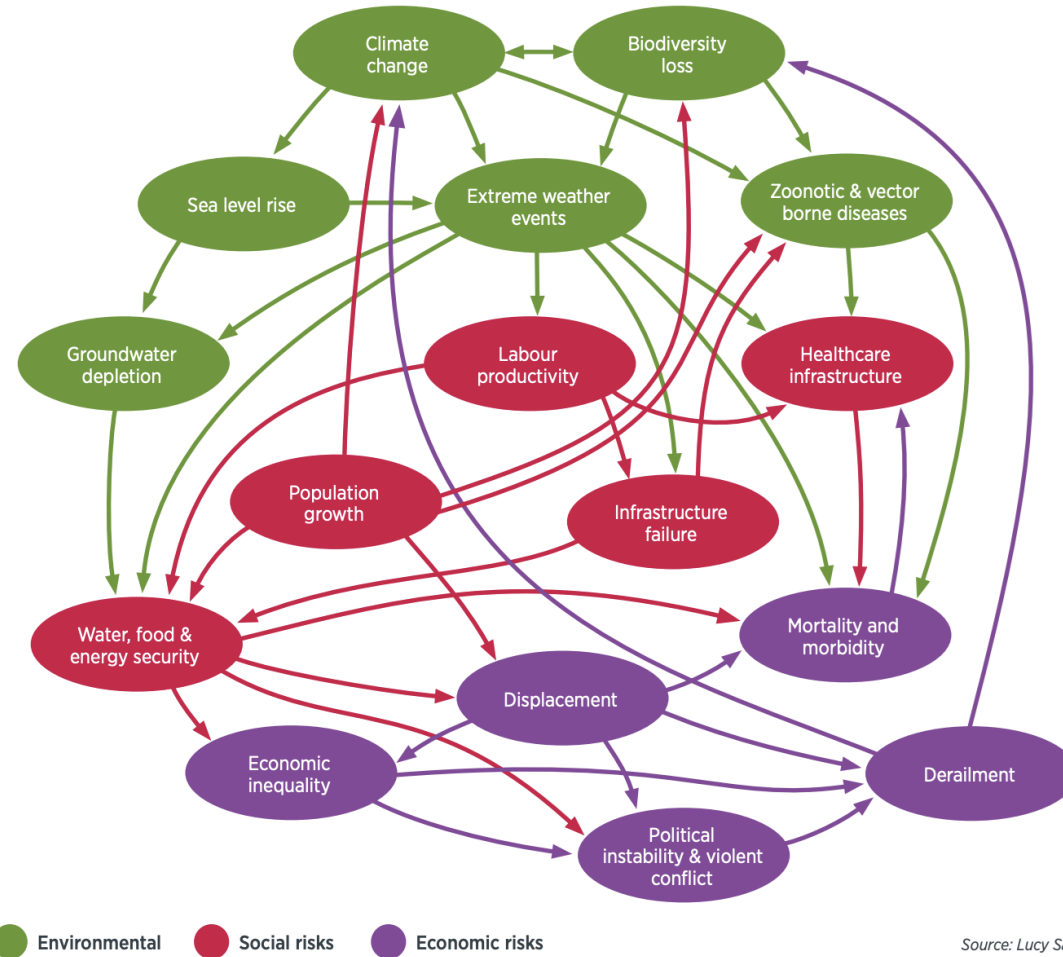 Climate
change
Biodiversity
loss
Sea level rise
Extreme weather
events
Zoonotic & vector
borne diseases
Groundwater
depletion
Labour
productivity
Healthcare
infrastructure
Population
growth
Infrastructure
failure
Water, food &
energy security
Mortality and
morbidity
Displacement
Economic
inequality
Derailment
Political
instability & violent
conflict
Environmental
Social risks
Economic risks
Source: Lucy